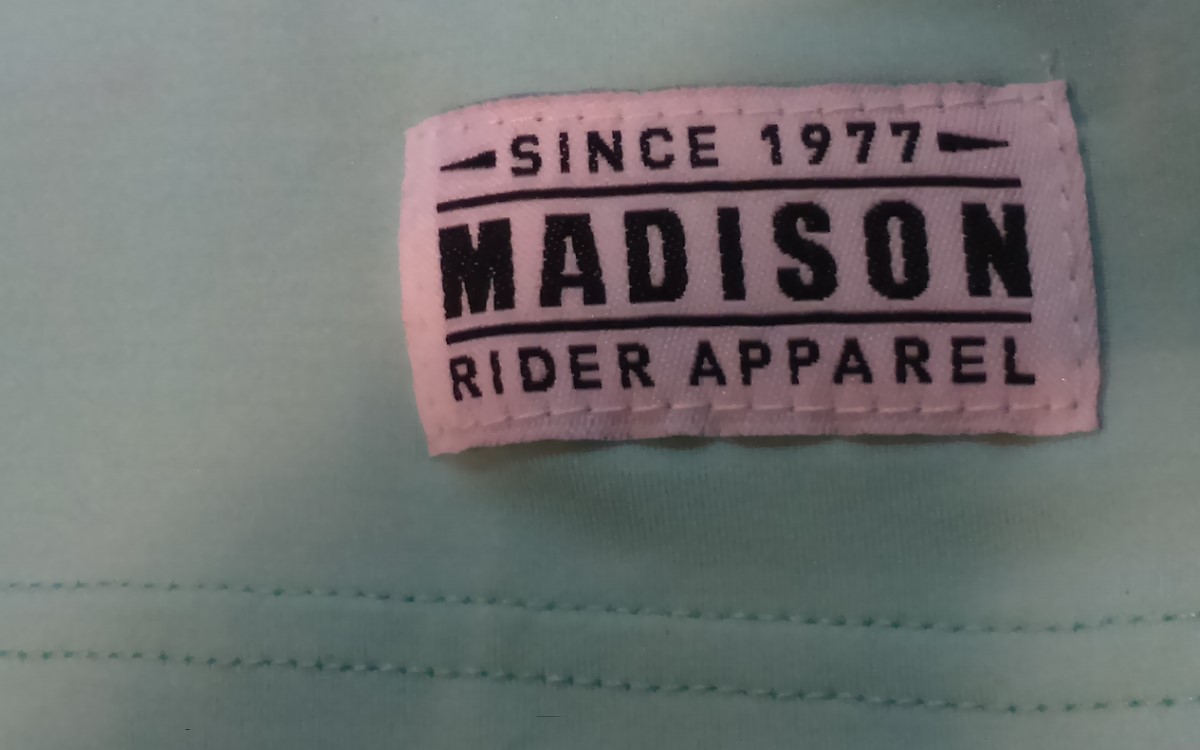 SINCE 1977
MADISON
RIDER APPAREL